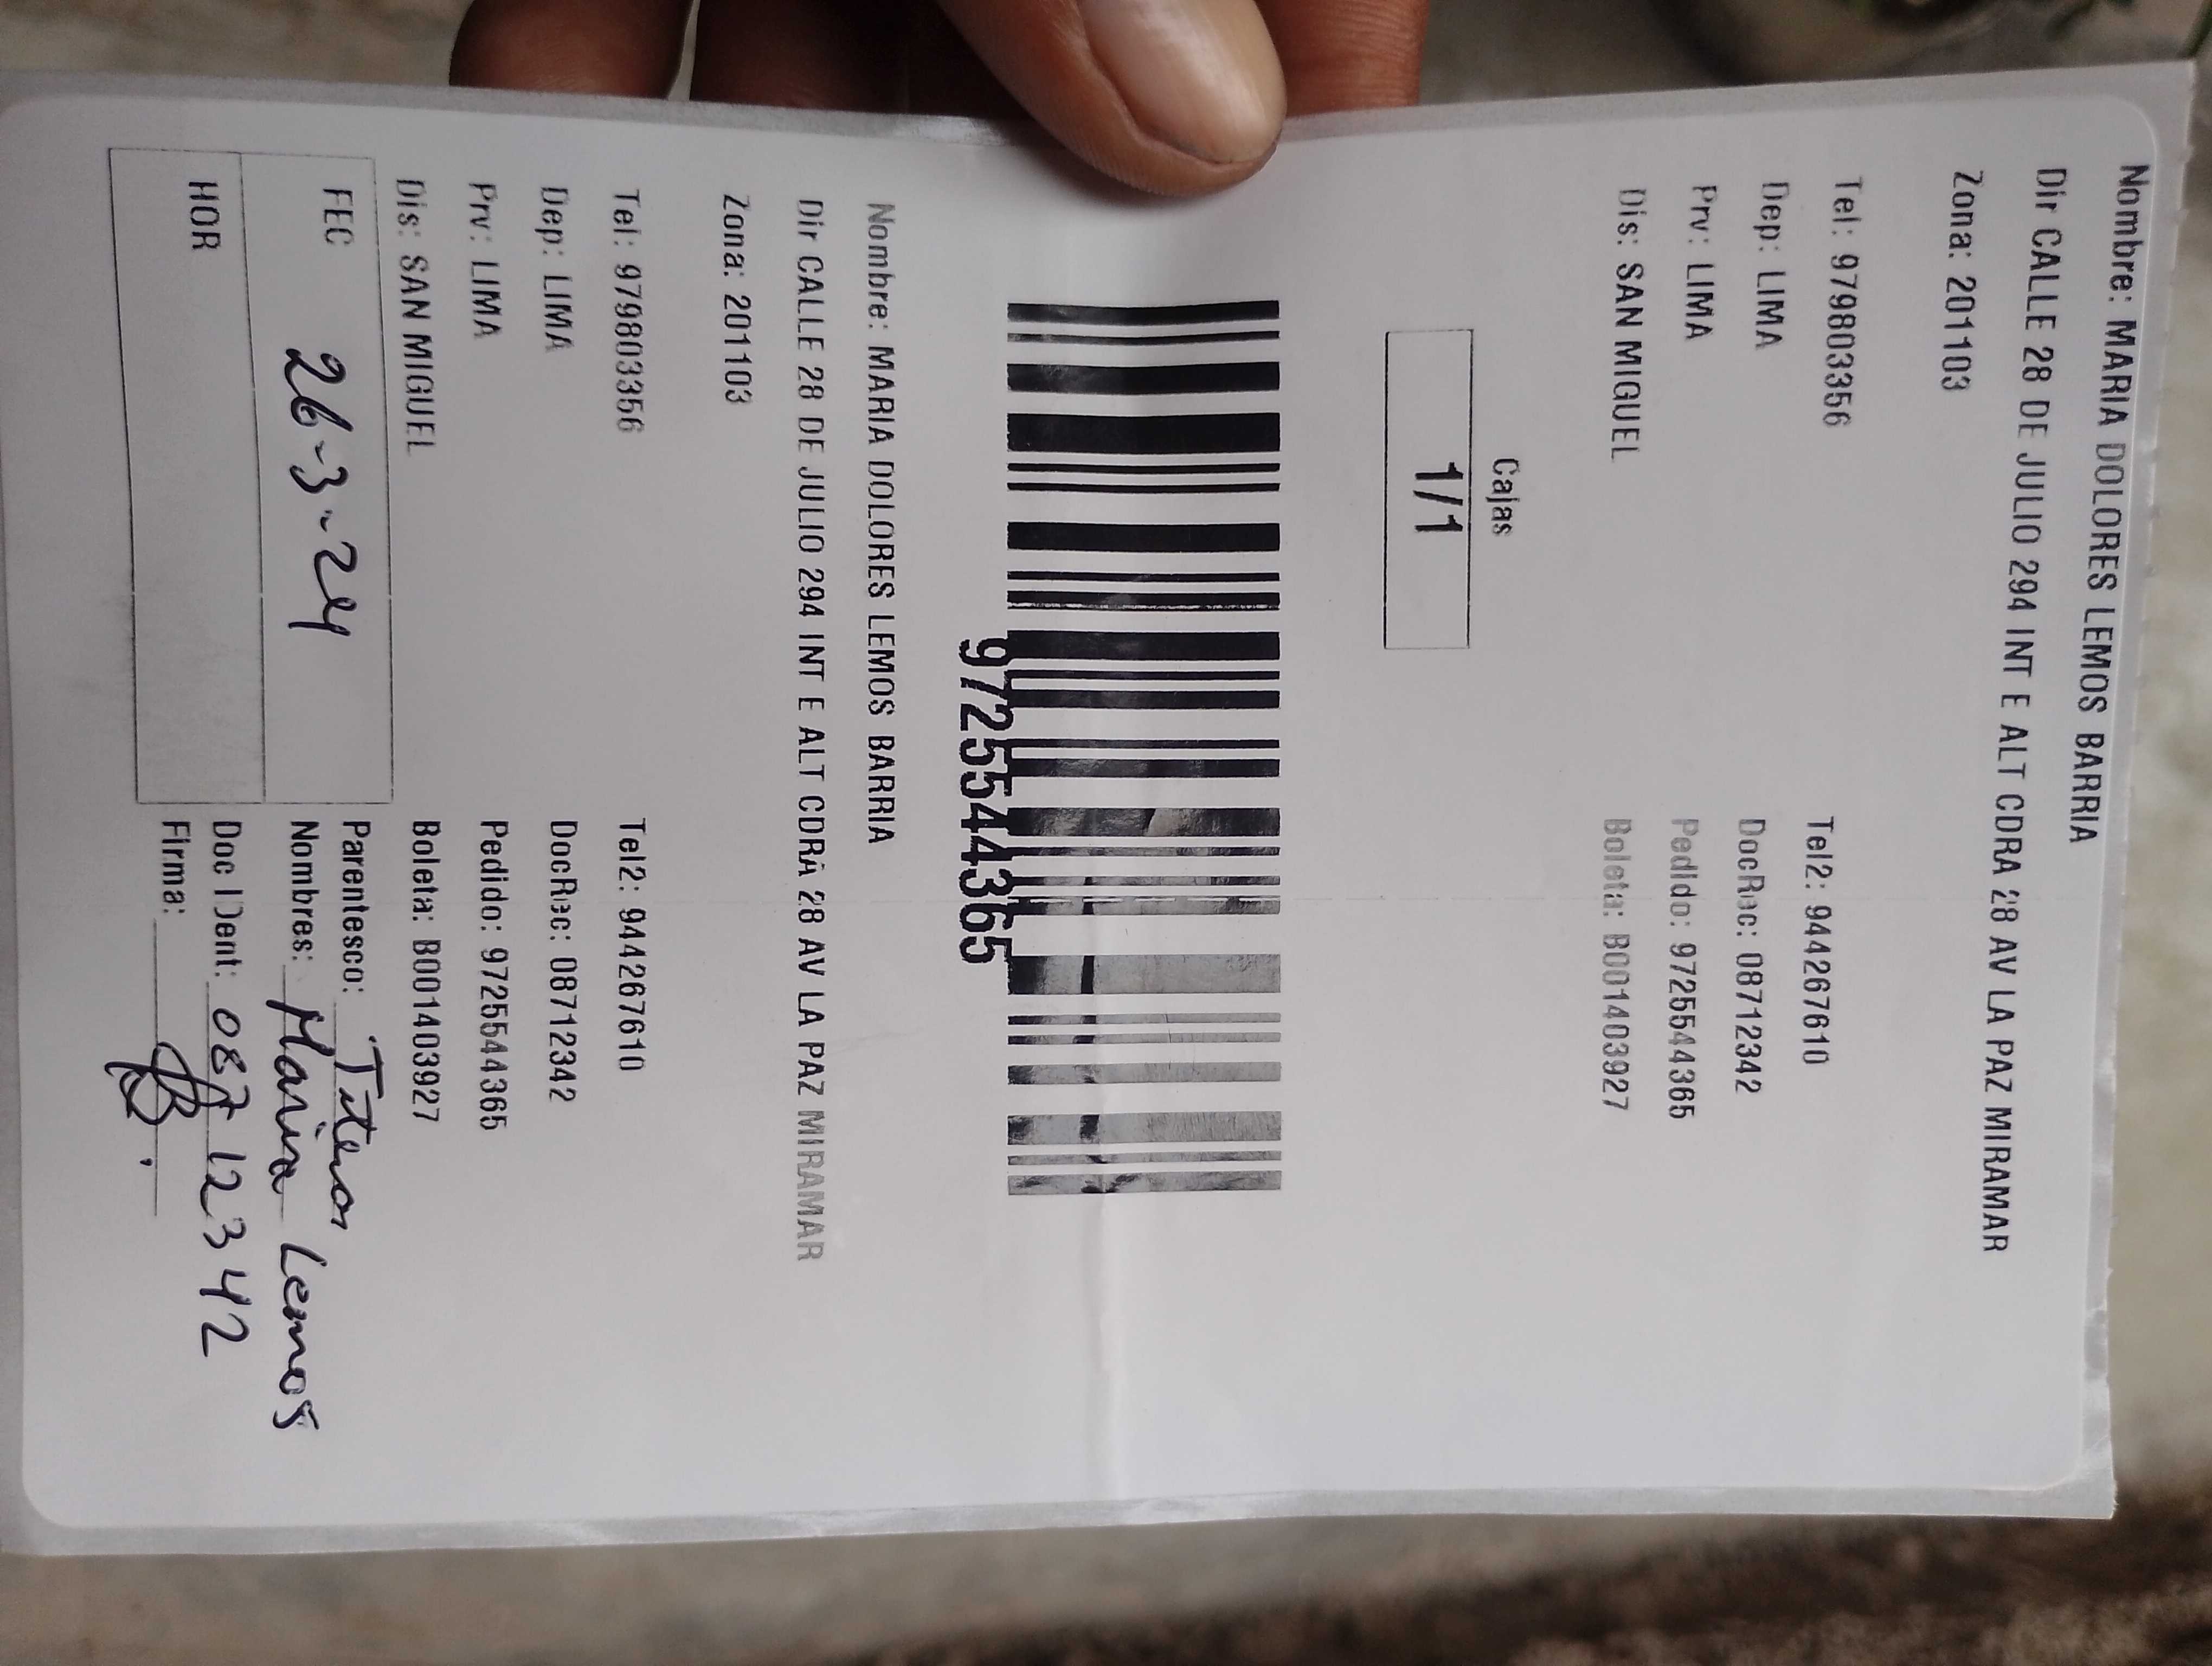 Nombre: MARIA DOLORES LEMOS BARRIA
Dir CALLE 28 DE JULIO 294 INT E ALT CDRA 28 AV LA PAZ MIRAMAR
Zona: 201103
Tel: 979803356 Tel2: 944267610
Dep: LIMA DocRec: 08712342
Prv: LIMA Pedido: 9725544365
Dis: SAN MIGUEL Boleta: B001403927
Cajas
1/1
9725544365
Nombre: MARIA DOLORES LEMOS BARRIA
Dir CALLE 28 DE JULIO 294 INT E ALT CDRA 28 AV LA PAZ MIRAMAR
Zona: 201103
Tel: 979803356 Tel2: 944267610
Dep: LIMA DocRec: 08712342
Prv: LIMA Pedido: 9725544365
Dis: SAN MIGUEL Boleta: B001403927
FEC 26-3-24 Parentesco:
Nombres: Maria Lemos
HOR Doc IDent: 08712342
Firma: